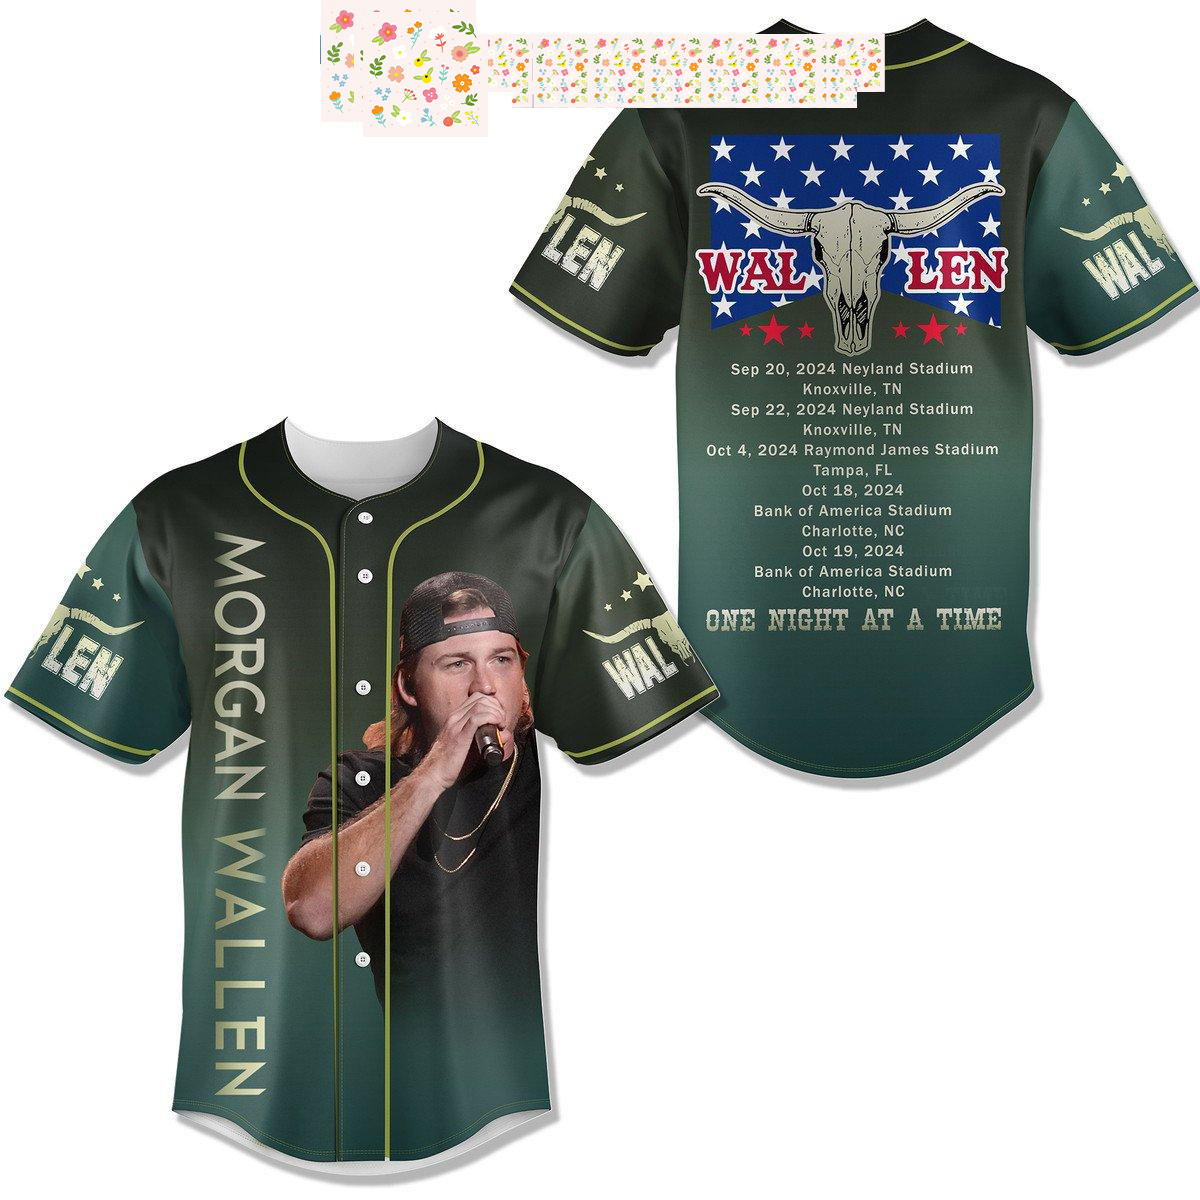 LEN
WAL
WAL LEN
Sep 20, 2024 Neyland Stadium
Knoxville, TN
Sep 22, 2024 Neyland Stadium
Knoxville, TN
Oct 4, 2024 Raymond James Stadium
Tampa, FL
Oct 18, 2024
Bank of America Stadium
Charlotte, NC
Oct 19, 2024
Bank of America Stadium
Charlotte, NC
ONE NIGHT AT A TIME
MORGAN WALLEN
LEN
WAL